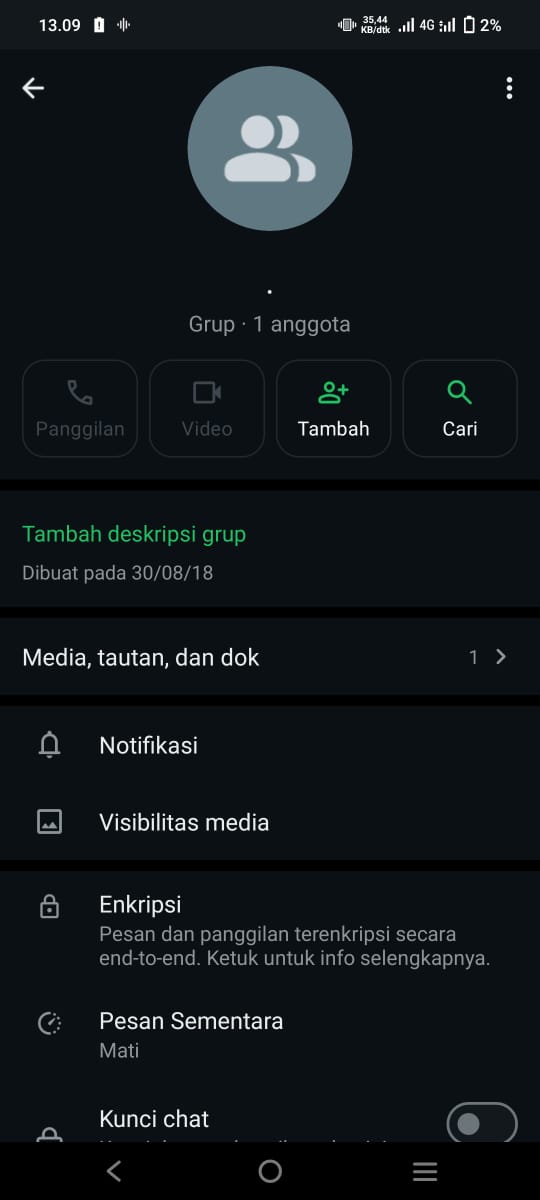 13.09 35,44 KB/dtk 4G 2%
.
Grup · 1 anggota
Panggilan Video Tambah Cari
Tambah deskripsi grup
Dibuat pada 30/08/18
Media, tautan, dan dok 1
Notifikasi
Visibilitas media
Enkripsi
Pesan dan panggilan terenkripsi secara
end-to-end. Ketuk untuk info selengkapnya.
Pesan Sementara
Mati
Kunci chat